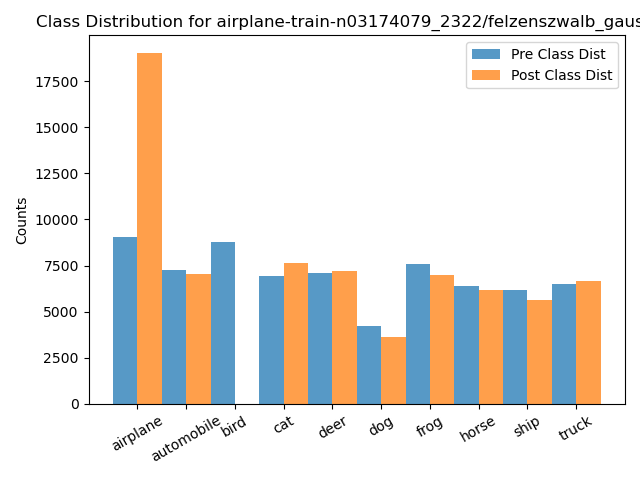 Class Distribution for airplane-train-n03174079_2322/felzenszwalb_gaus
Pre Class Dist
Post Class Dist
Counts
17500
15000
12500
10000
7500
5000
2500
0
airplane
automobile
bird
cat
deer
dog
frog
horse
ship
truck